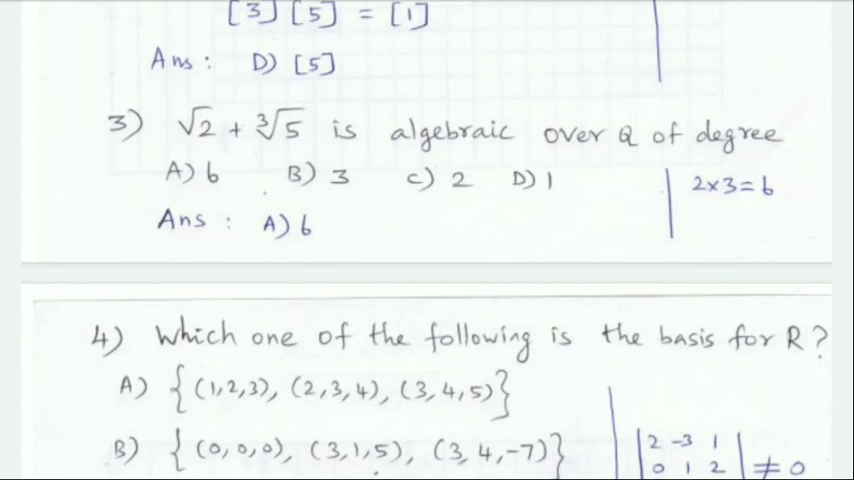 [3] [5] = [1]
Ans : D) [5]
3) √2 + ∛5 is algebraic over Q of degree
A) 6 B) 3 C) 2 D) 1
2×3=6
Ans : A) 6
4) Which one of the following is the basis for R?
A) {(1,2,3), (2,3,4), (3,4,5)}
B) {(0,0,0), (3,1,5), (3,4,-7)}
2 -3 1
0 1 2 ≠ 0